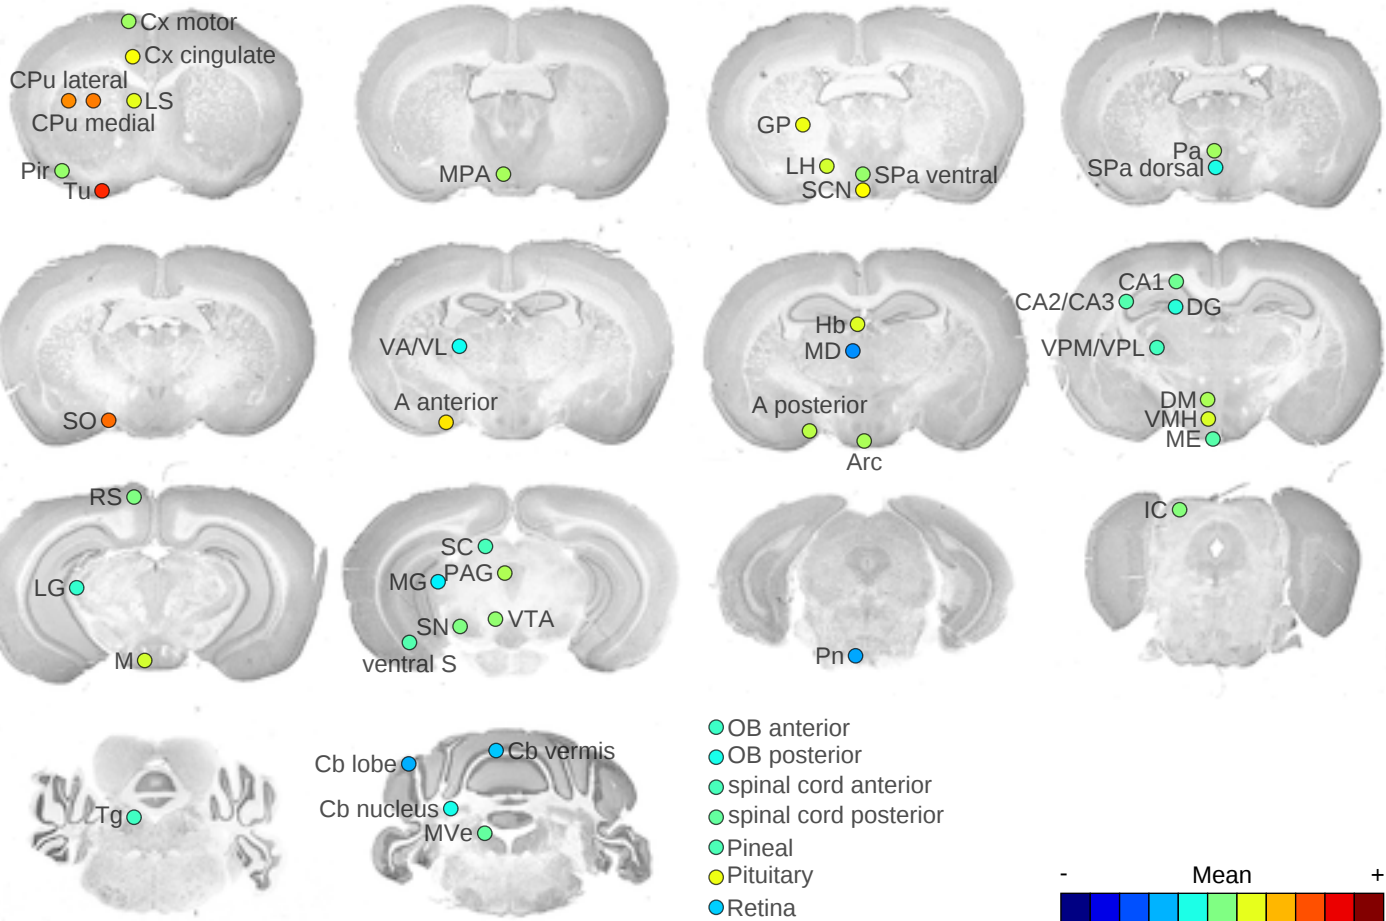 Cx motor
Cx cingulate
CPu lateral
LS
CPu medial
Pir
Tu
MPA
GP
LH
SPa ventral
SCN
Pa
SPa dorsal
SO
VA/VL
A anterior
Hb
MD
A posterior
Arc
CA1
CA2/CA3
DG
VPM/VPL
DM
VMH
ME
RS
LG
M
SC
MG
PAG
SN
VTA
ventral S
Pn
IC
Tg
Cb lobe
Cb vermis
Cb nucleus
MVe
OB anterior
OB posterior
spinal cord anterior
spinal cord posterior
Pineal
Pituitary
Retina
- Mean +